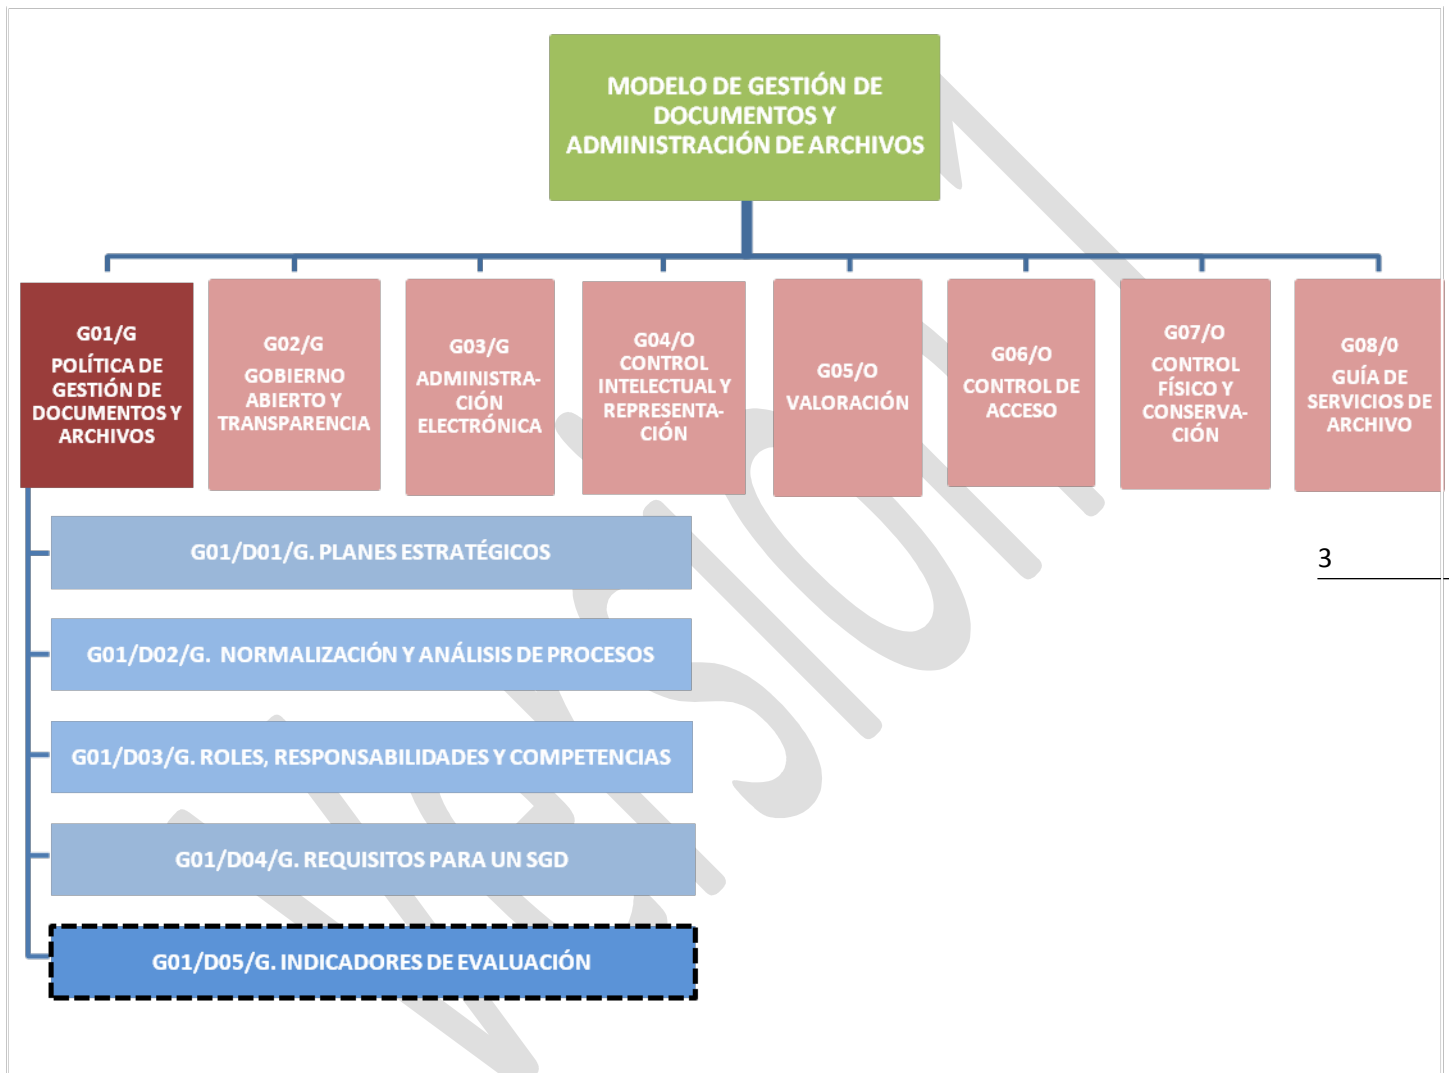 MODELO DE GESTIÓN DE
DOCUMENTOS Y
ADMINISTRACIÓN DE ARCHIVOS
G01/G
POLÍTICA DE
GESTIÓN DE
DOCUMENTOS Y
ARCHIVOS
G02/G
GOBIERNO
ABIERTO Y
TRANSPARENCIA
G03/G
ADMINISTRA-
CIÓN
ELECTRÓNICA
G04/O
CONTROL
INTELECTUAL Y
REPRESENTA-
CIÓN
G05/O
VALORACIÓN
G06/O
CONTROL DE
ACCESO
G07/O
CONTROL
FÍSICO Y
CONSERVA-
CIÓN
G08/0
GUÍA DE
SERVICIOS DE
ARCHIVO
G01/D01/G. PLANES ESTRATÉGICOS
3
G01/D02/G. NORMALIZACIÓN Y ANÁLISIS DE PROCESOS
G01/D03/G. ROLES, RESPONSABILIDADES Y COMPETENCIAS
G01/D04/G. REQUISITOS PARA UN SGD
G01/D05/G. INDICADORES DE EVALUACIÓN
Versión 1